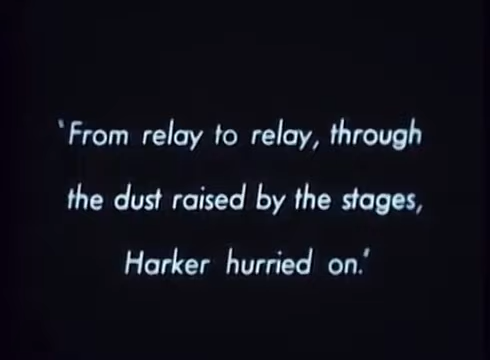 'From relay to relay, through
the dust raised by the stages,
Harker hurried on.'